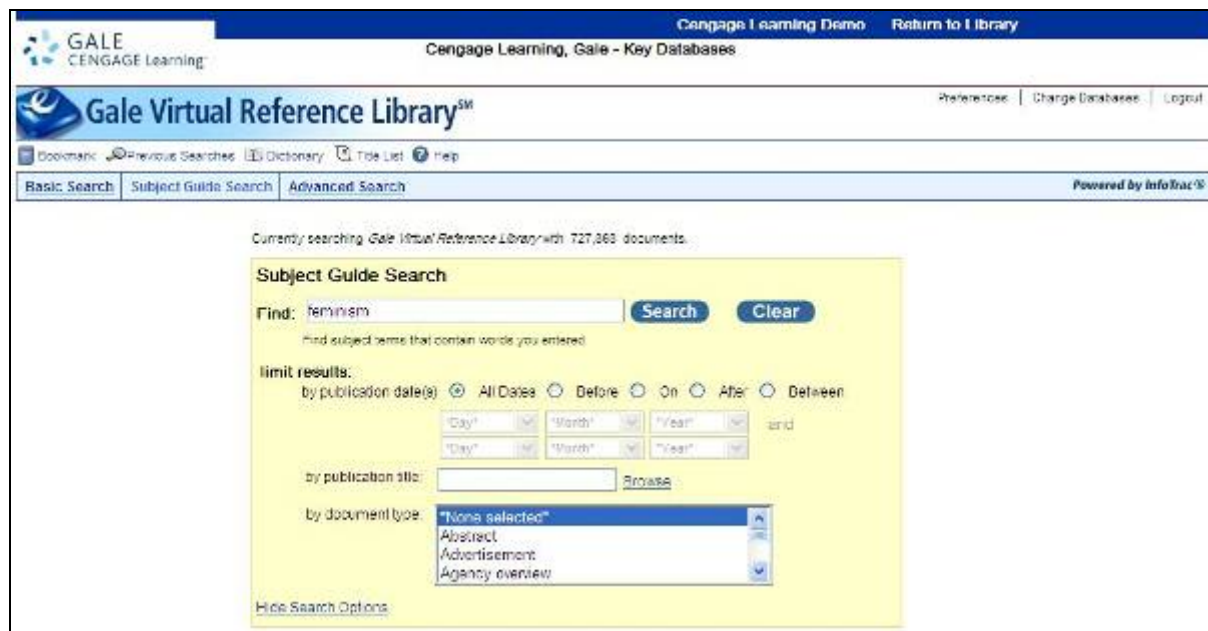 Cengage Learning Demo Return to Library
GALE
CENGAGE Learning
Cengage Learning, Gale - Key Databases
Gale Virtual Reference Library℠
Preferences | Change Databases | Logout
Bookmark Previous Searches Dictionary Title List Help
Basic Search Subject Guide Search Advanced Search Powered by InfoTrac®
Currently searching Gale Virtual Reference Library with documents.
Subject Guide Search
Find: feminism Search Clear
Find subject terms that contain words you entered
limit results:
by publication date(s) All Dates Before On After Between
*Day* *Month* *Year* and
*Day* *Month* *Year*
by publication title: Browse
by document type: *None selected*
Abstract
Advertisement
Agency overview
Hide Search Options